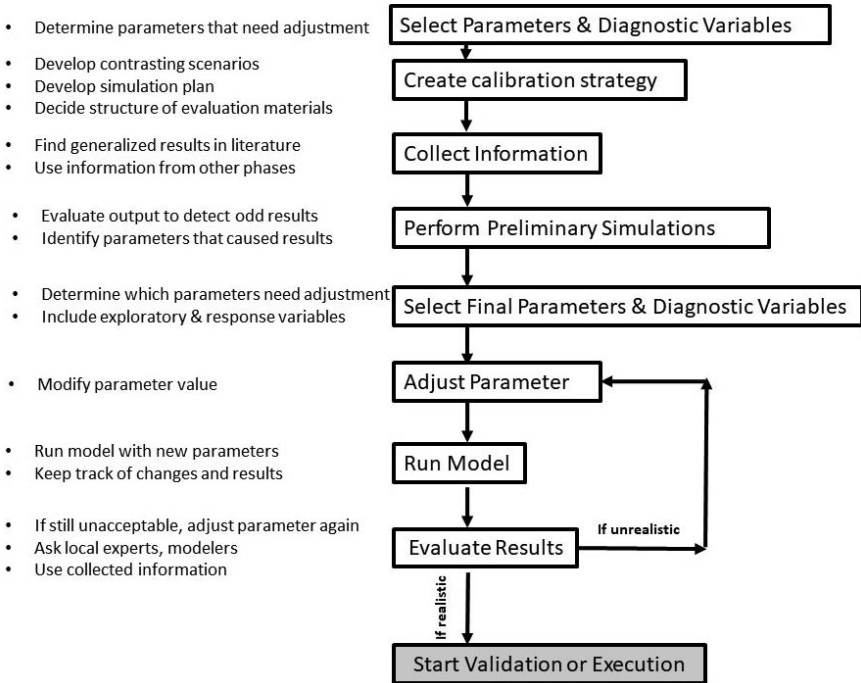 • Determine parameters that need adjustment
Select Parameters & Diagnostic Variables
• Develop contrasting scenarios
• Develop simulation plan
• Decide structure of evaluation materials
Create calibration strategy
• Find generalized results in literature
• Use information from other phases
Collect Information
• Evaluate output to detect odd results
• Identify parameters that caused results
Perform Preliminary Simulations
• Determine which parameters need adjustment
• Include exploratory & response variables
Select Final Parameters & Diagnostic Variables
• Modify parameter value
Adjust Parameter
• Run model with new parameters
• Keep track of changes and results
Run Model
• If still unacceptable, adjust parameter again
• Ask local experts, modelers
• Use collected information
Evaluate Results
If unrealistic
If realistic
Start Validation or Execution